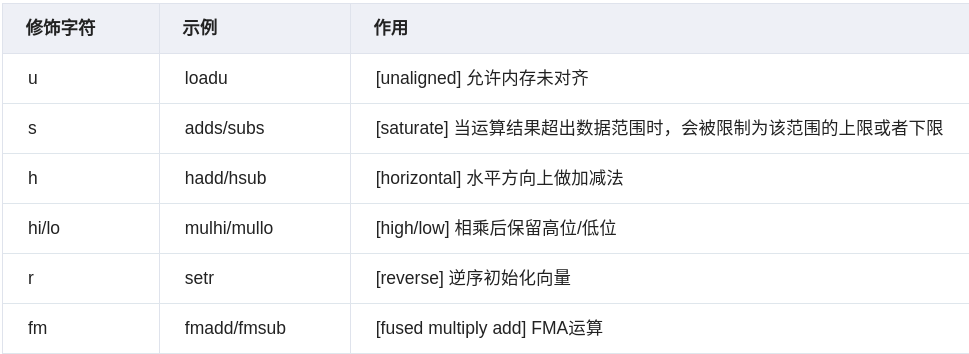 修饰字符 示例 作用
u loadu [unaligned] 允许内存未对齐
s adds/subs [saturate] 当运算结果超出数据范围时，会被限制为该范围的上限或者下限
h hadd/hsub [horizontal] 水平方向上做加减法
hi/lo mulhi/mullo [high/low] 相乘后保留高位/低位
r setr [reverse] 逆序初始化向量
fm fmadd/fmsub [fused multiply add] FMA运算